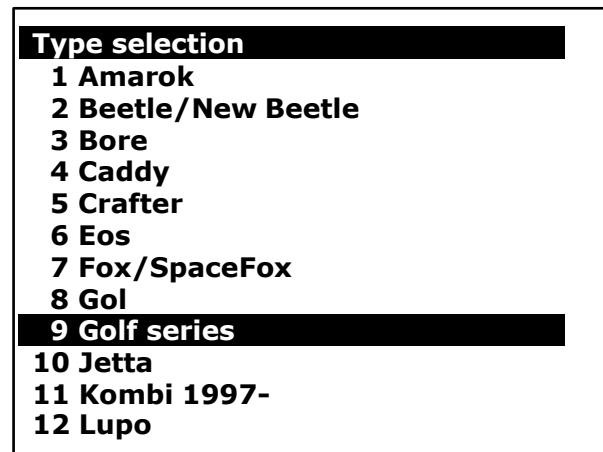 Type selection
1 Amarok
2 Beetle/New Beetle
3 Bore
4 Caddy
5 Crafter
6 Eos
7 Fox/SpaceFox
8 Gol
9 Golf series
10 Jetta
11 Kombi 1997-
12 Lupo